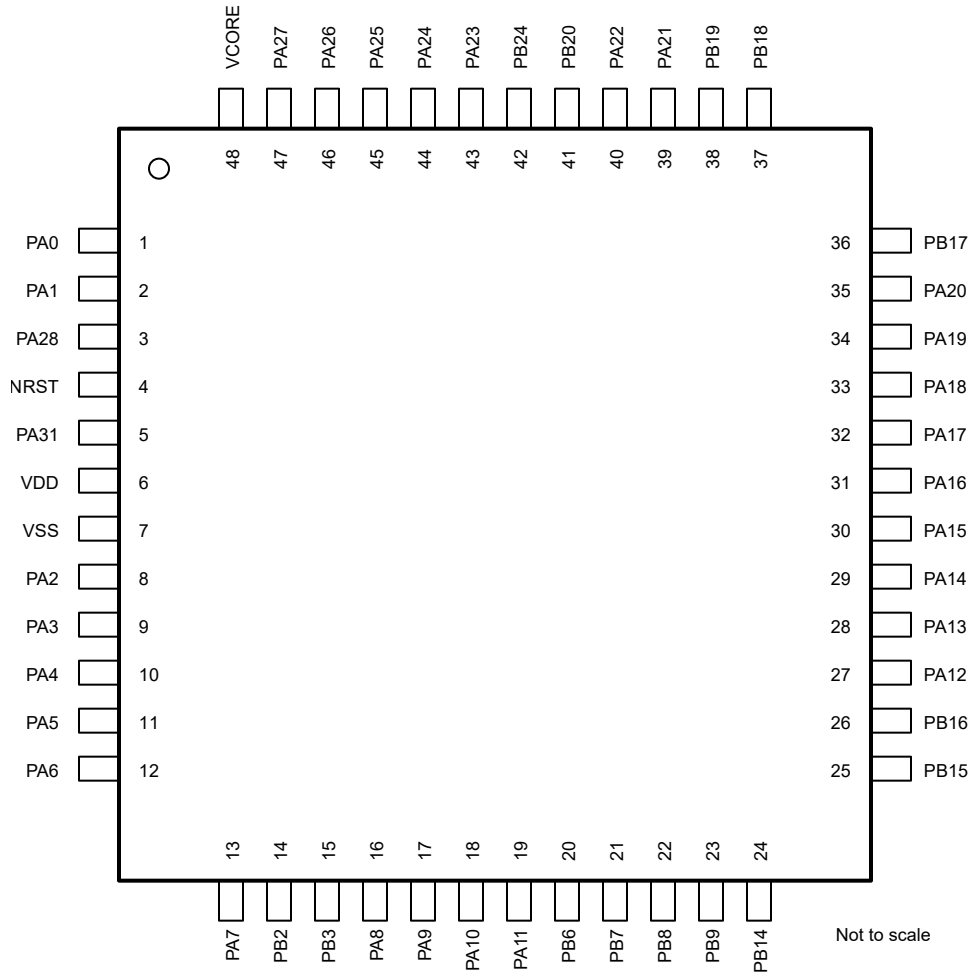 VCORE PA27 PA26 PA25 PA24 PA23 PB24 PB20 PA22 PA21 PB19 PB18
48 47 46 45 44 43 42 41 40 39 38 37
PA0 1 36 PB17
PA1 2 35 PA20
PA28 3 34 PA19
NRST 4 33 PA18
PA31 5 32 PA17
VDD 6 31 PA16
VSS 7 30 PA15
PA2 8 29 PA14
PA3 9 28 PA13
PA4 10 27 PA12
PA5 11 26 PB16
PA6 12 25 PB15
13 14 15 16 17 18 19 20 21 22 23 24
PA7 PB2 PB3 PA8 PA9 PA10 PA11 PB6 PB7 PB8 PB9 PB14
Not to scale